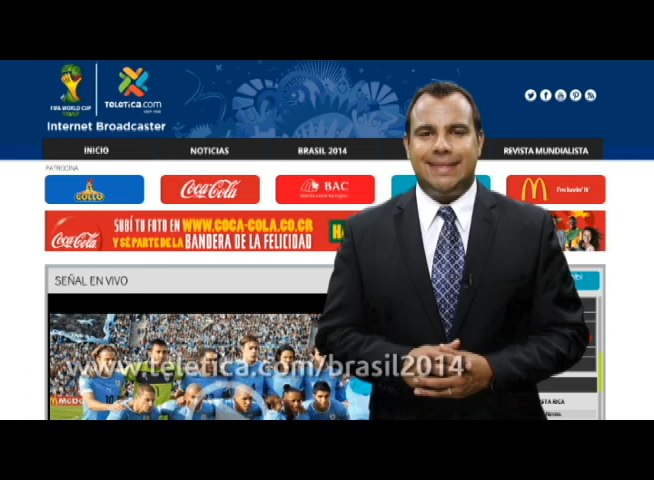 FIFA WORLD CUP
TELETICA.com
Internet Broadcaster
INICIO
NOTICIAS
BRASIL 2014
REVISTA MUNDIALISTA
PATROCINA
GOLLO
Coca-Cola
BAC
Coca-Cola
SUBÍ TU FOTO EN WWW.COCA-COLA.CO.CR
Y SÉ PARTE DE LA BANDERA DE LA FELICIDAD
SEÑAL EN VIVO
www.teletica.com/brasil2014